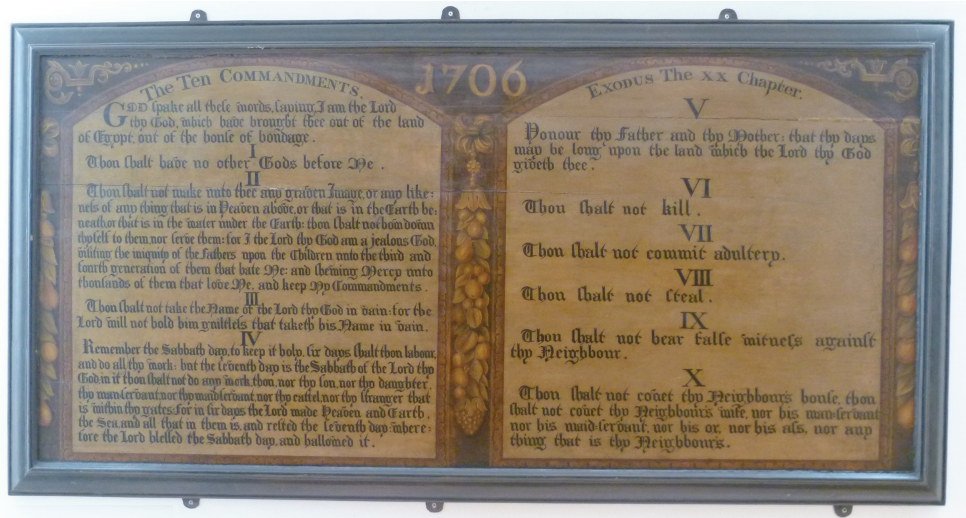 1706
The Ten Commandments.
GOD spake all these words, saying, I am the Lord
thy God, which have brought thee out of the land
of Egypt, out of the house of bondage.
I
Thou shalt have no other Gods before Me.
II
Thou shalt not make unto thee any graven Image, or any like:
nes of any thing that is in Heaven above, or that is in the Earth be:
neath, or that is in the water under the Earth: thou shalt not bow down
thyself to them, nor serve them: for I the Lord thy God am a jealous God,
visiting the iniquity of the fathers upon the Children unto the third and
fourth generation of them that hate Me: and shewing Mercy unto
thousands of them that love Me, and keep My Commandments.
III
Thou shalt not take the Name of the Lord thy God in vain: for the
Lord will not hold him guiltless that taketh his Name in vain.
IV
Remember the Sabbath day, to keep it holy, six days shalt thou labour,
and do all thy work: but the seventh day is the Sabbath of the Lord thy
God: in it thou shalt not do any work, thou, nor thy son, nor thy daughter,
thy man servant, nor thy maid servant, nor thy cattel, nor thy stranger that
is within thy gates, for in six days the Lord made Heaven and Earth,
the Sea, and all that in them is, and rested the seventh day: where:
fore the Lord blessed the Sabbath day, and hallowed it.
Exodus The XX Chapter.
V
Honour thy Father and thy Mother: that thy days
may be long upon the land which the Lord thy God
giveth thee.
VI
Thou shalt not kill.
VII
Thou shalt not commit adultery.
VIII
Thou shalt not steal.
IX
Thou shalt not bear false witness against
thy Neighbour.
X
Thou shalt not covet thy Neighbours house, thou
shalt not covet thy Neighbours wife, nor his man-servant
nor his maid-servant, nor his ox, nor his ass, nor any
thing that is thy Neighbours.